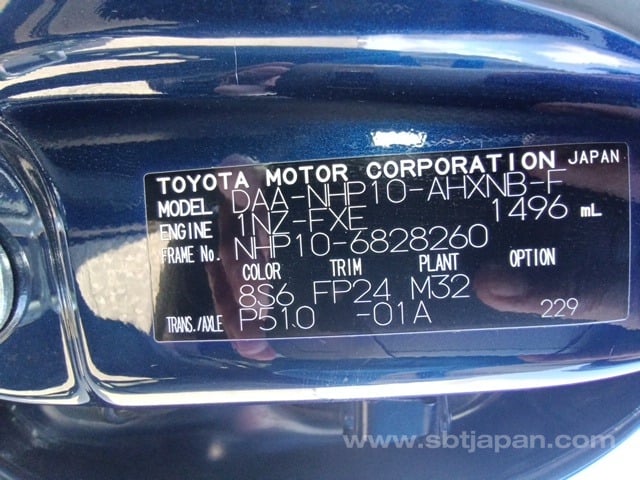 TOYOTA MOTOR CORPORATION JAPAN
MODEL DAA-NHP10-AHXNB-F
ENGINE 1NZ-FXE 1496 mL
FRAME No. NHP10-6828260
COLOR TRIM PLANT OPTION
8S6 FP24 M32
TRANS./AXLE P510 -01A 229
www.sbtjapan.com